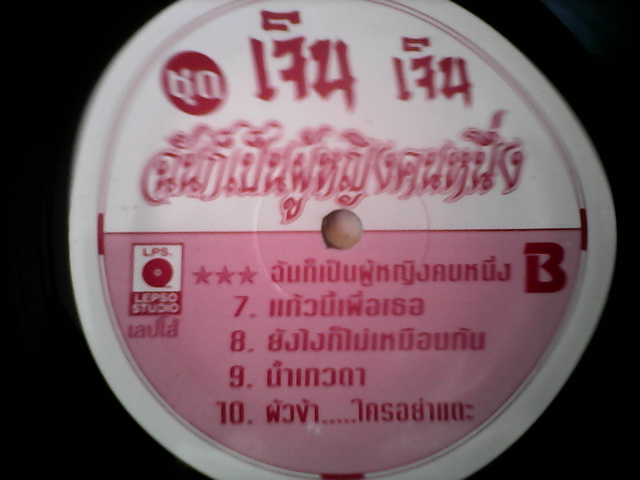 ชุด เจิน เจิน
ฉันก็เป็นผู้หญิงคนหนึ่ง
LPS.
LEPSO
STUDIO
เลปโส้
*** ฉันก็เป็นผู้หญิงคนหนึ่ง
B
7. แก้วนี้เพื่อเธอ
8. ยังไงก็ไม่เหมือนกัน
9. น้ำเทวดา
10. ผัวข้า.....ใครอย่าแตะ